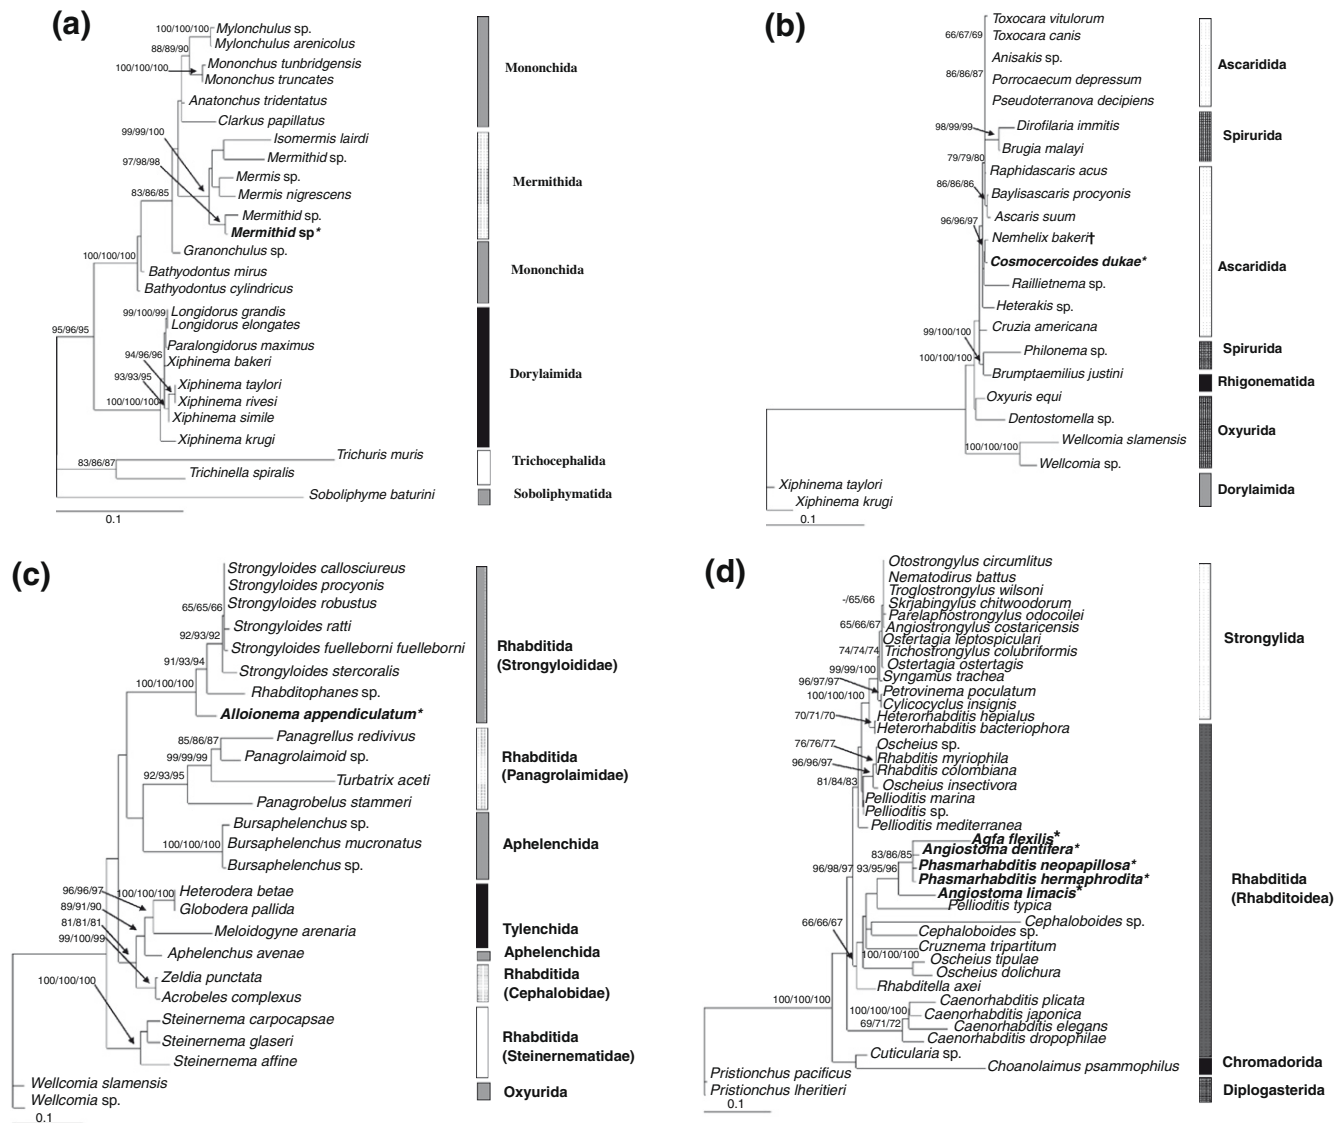 (a)
100/100/100
Mylonchulus sp.
Mylonchulus arenicolus
88/89/90
Mononchus tunbridgensis
100/100/100
Mononchus truncates
Anatonchus tridentatus
Clarkus papillatus
99/99/100
Isomermis lairdi
Mermithid sp.
97/98/98
Mermis sp.
Mermis nigrescens
83/86/85
Mermithid sp.
Mermithid sp*
Granonchulus sp.
100/100/100
Bathyodontus mirus
Bathyodontus cylindricus
99/100/99
Longidorus grandis
Longidorus elongates
95/96/95
Paralongidorus maximus
94/96/96
Xiphinema bakeri
93/93/95
Xiphinema taylori
100/100/100
Xiphinema rivesi
Xiphinema simile
Xiphinema krugi
Trichuris muris
83/86/87
Trichinella spiralis
Soboliphyme baturini
0.1
Mononchida
Mermithida
Mononchida
Dorylaimida
Trichocephalida
Soboliphymatida
(b)
Toxocara vitulorum
66/67/69
Toxocara canis
Anisakis sp.
86/86/87
Porrocaecum depressum
Pseudoterranova decipiens
98/99/99
Dirofilaria immitis
Brugia malayi
79/79/80
Raphidascaris acus
86/86/86
Baylisascaris procyonis
Ascaris suum
96/96/97
Nemhelix bakeri†
Cosmocercoides dukae*
Raillietnema sp.
Heterakis sp.
99/100/100
Cruzia americana
100/100/100
Philonema sp.
Brumptaemilius justini
Oxyuris equi
Dentostomella sp.
100/100/100
Wellcomia slamensis
Wellcomia sp.
Xiphinema taylori
Xiphinema krugi
0.1
Ascaridida
Spirurida
Ascaridida
Spirurida
Rhigonematida
Oxyurida
Dorylaimida
(c)
Strongyloides callosciureus
Strongyloides procyonis
65/65/66
Strongyloides robustus
Strongyloides ratti
92/93/92
Strongyloides fuelleborni fuelleborni
91/93/94
Strongyloides stercoralis
100/100/100
Rhabditophanes sp.
Alloionema appendiculatum*
85/86/87
Panagrellus redivivus
99/99/99
Panagrolaimoid sp.
92/93/95
Turbatrix aceti
Panagrobelus stammeri
Bursaphelenchus sp.
100/100/100
Bursaphelenchus mucronatus
Bursaphelenchus sp.
96/96/97
100/100/100
Heterodera betae
89/91/90
Globodera pallida
81/81/81
Meloidogyne arenaria
99/100/99
Aphelenchus avenae
100/100/100
Zeldia punctata
Acrobeles complexus
Steinernema carpocapsae
Steinernema glaseri
Steinernema affine
Wellcomia slamensis
Wellcomia sp.
0.1
Rhabditida
(Strongyloididae)
Rhabditida
(Panagrolaimidae)
Aphelenchida
Tylenchida
Aphelenchida
Rhabditida
(Cephalobidae)
Rhabditida
(Steinernematidae)
Oxyurida
(d)
Otostrongylus circumlitus
Nematodirus battus
Troglostrongylus wilsoni
-/65/66
Skrjabingylus chitwoodorum
Parelaphostrongylus odocoilei
65/66/67
Angiostrongylus costaricensis
Ostertagia leptospiculari
74/74/74
Trichostrongylus colubriformis
99/99/100
Ostertagia ostertagis
96/97/97
Syngamus trachea
100/100/100
Petrovinema poculatum
Cylicocyclus insignis
70/71/70
Heterorhabditis hepialus
Heterorhabditis bacteriophora
76/76/77
Oscheius sp.
96/96/97
Rhabditis myriophila
Rhabditis colombiana
81/84/83
Oscheius insectivora
Pellioditis marina
Pellioditis sp.
Pellioditis mediterranea
Agfa flexilis*
83/86/85
Angiostoma dentifera*
96/98/97
93/95/96
Phasmarhabditis neopapillosa*
Phasmarhabditis hermaphrodita*
Angiostoma limacis*
Pellioditis typica
66/66/67
Cephaloboides sp.
Cephaloboides sp.
Cruznema tripartitum
100/100/100
Oscheius tipulae
Oscheius dolichura
Rhabditella axei
100/100/100
Caenorhabditis plicata
100/100/100
Caenorhabditis japonica
69/71/72
Caenorhabditis elegans
Caenorhabditis dropophilae
Cuticularia sp.
Choanolaimus psammophilus
Pristionchus pacificus
Pristionchus lheritieri
0.1
Strongylida
Rhabditida
(Rhabditoidea)
Chromadorida
Diplogasterida